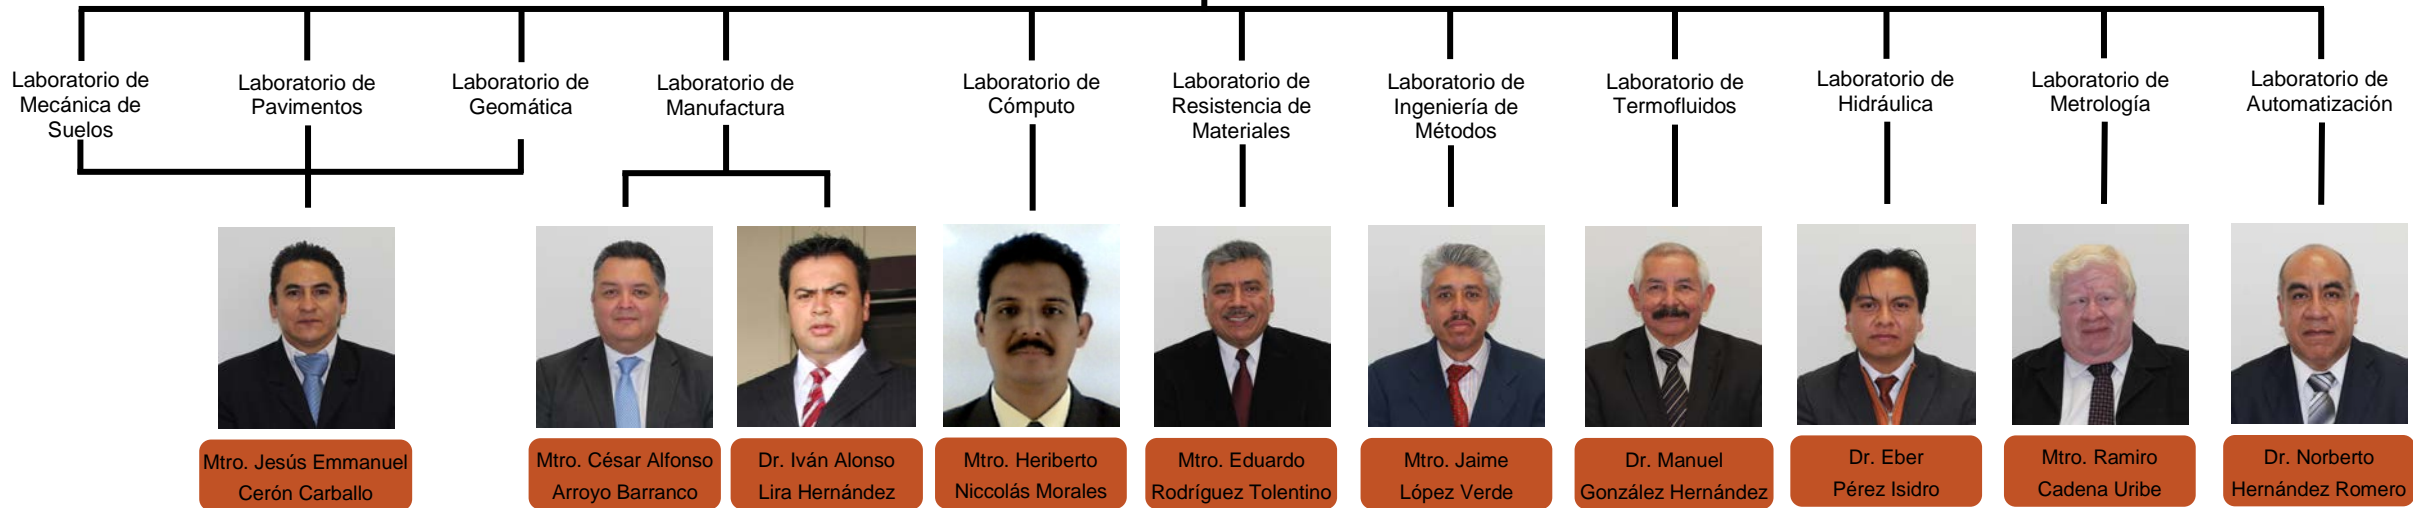 Laboratorio de
Mecánica de
Suelos
Laboratorio de
Pavimentos
Laboratorio de
Geomática
Laboratorio de
Manufactura
Laboratorio de
Cómputo
Laboratorio de
Resistencia de
Materiales
Laboratorio de
Ingeniería de
Métodos
Laboratorio de
Termofluidos
Laboratorio de
Hidráulica
Laboratorio de
Metrología
Laboratorio de
Automatización
Mtro. Jesús Emmanuel
Cerón Carballo
Mtro. César Alfonso
Arroyo Barranco
Dr. Iván Alonso
Lira Hernández
Mtro. Heriberto
Niccolás Morales
Mtro. Eduardo
Rodríguez Tolentino
Mtro. Jaime
López Verde
Dr. Manuel
González Hernández
Dr. Eber
Pérez Isidro
Mtro. Ramiro
Cadena Uribe
Dr. Norberto
Hernández Romero